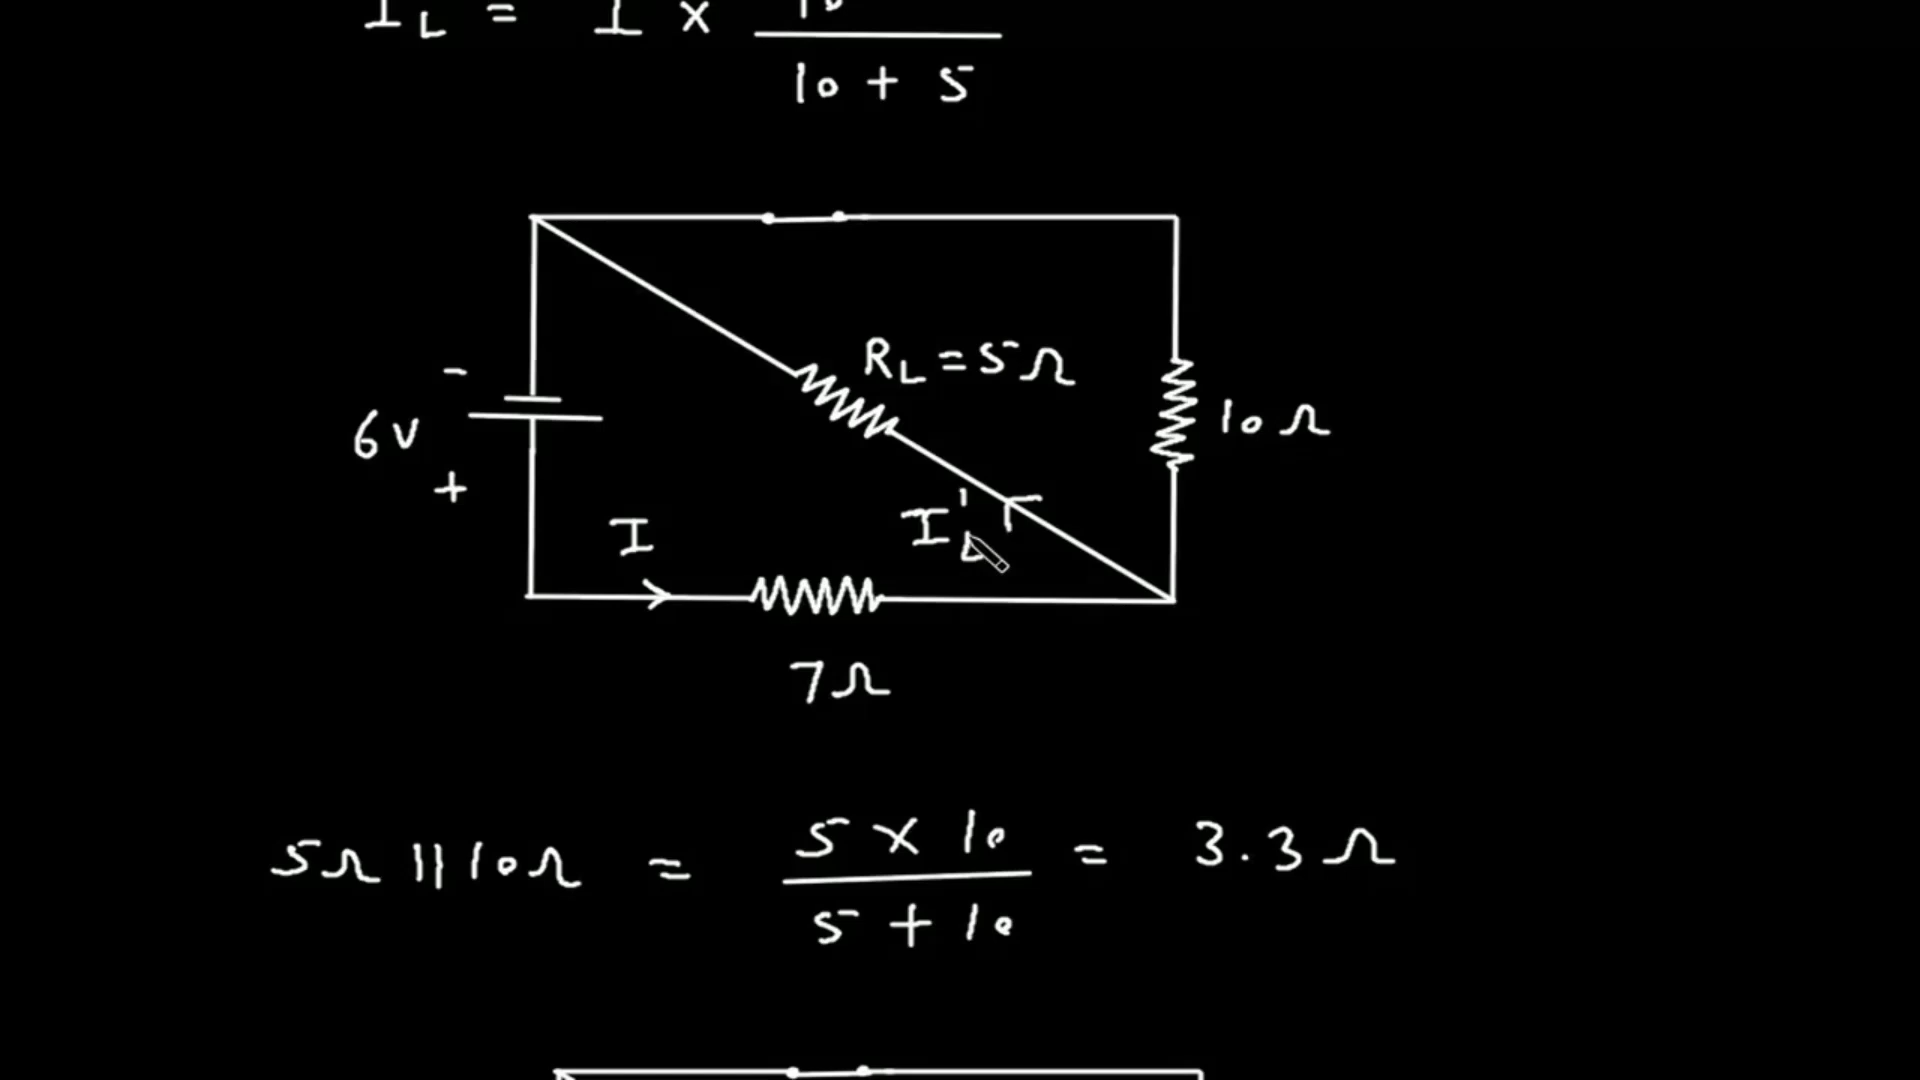 I_L = I × 10
10 + 5
R_L = 5Ω
-
6V
10Ω
+
I
I'_L
7Ω
5Ω || 10Ω = 5 × 10 = 3.3Ω
5 + 10